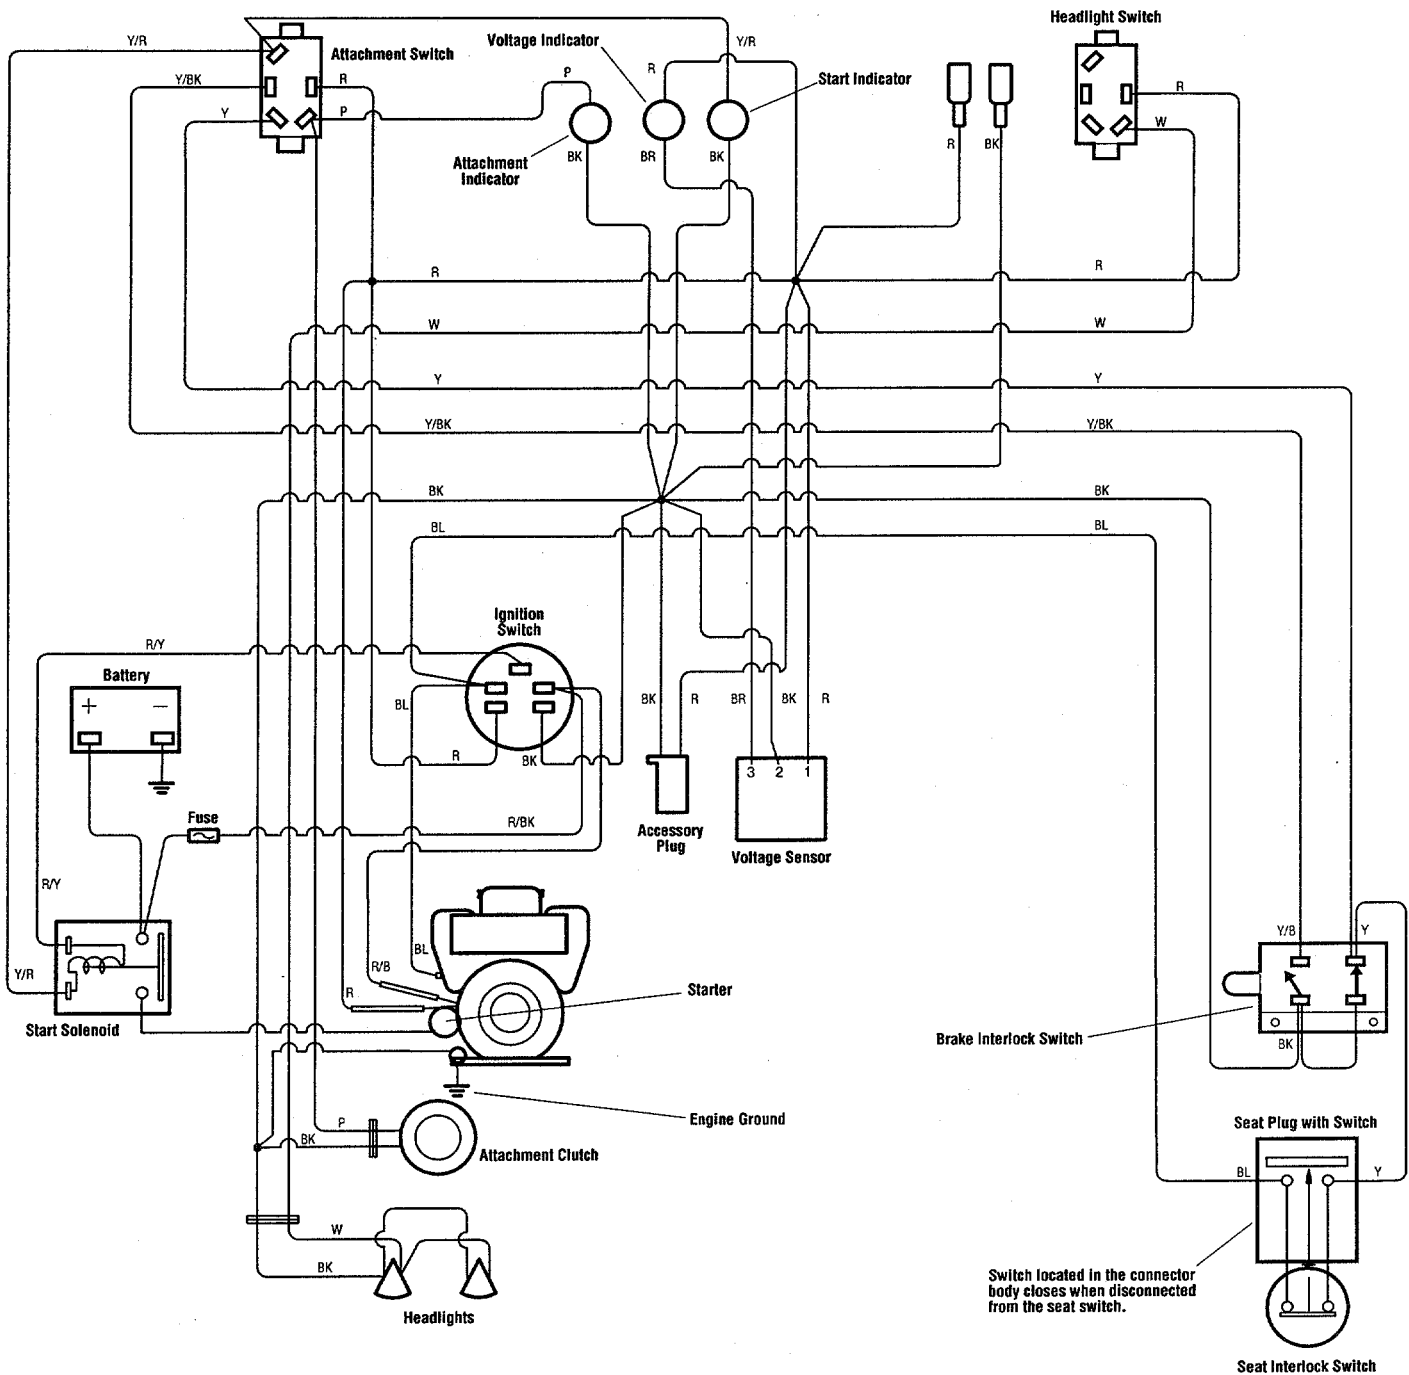 Headlight Switch
Y/R
Attachment Switch
Voltage Indicator
Y/R
Start Indicator
Y/BK
R
P
R
R
Y
P
W
Attachment
Indicator
BK
BR
BK
R
BK
R
R
W
W
Y
Y
Y/BK
Y/BK
BK
BK
BL
BL
Ignition
Switch
R/Y
Battery
+
−
BL
BK
R
BR
BK
R
R
BK
3
2
1
Fuse
R/BK
Accessory
Plug
Voltage Sensor
R/Y
Y/B
Y
BL
R/B
Y/R
R
Starter
Start Solenoid
Brake Interlock Switch
BK
Engine Ground
P
BK
Attachment Clutch
Seat Plug with Switch
BL
Y
W
BK
Switch located in the connector
body closes when disconnected
from the seat switch.
Headlights
Seat Interlock Switch